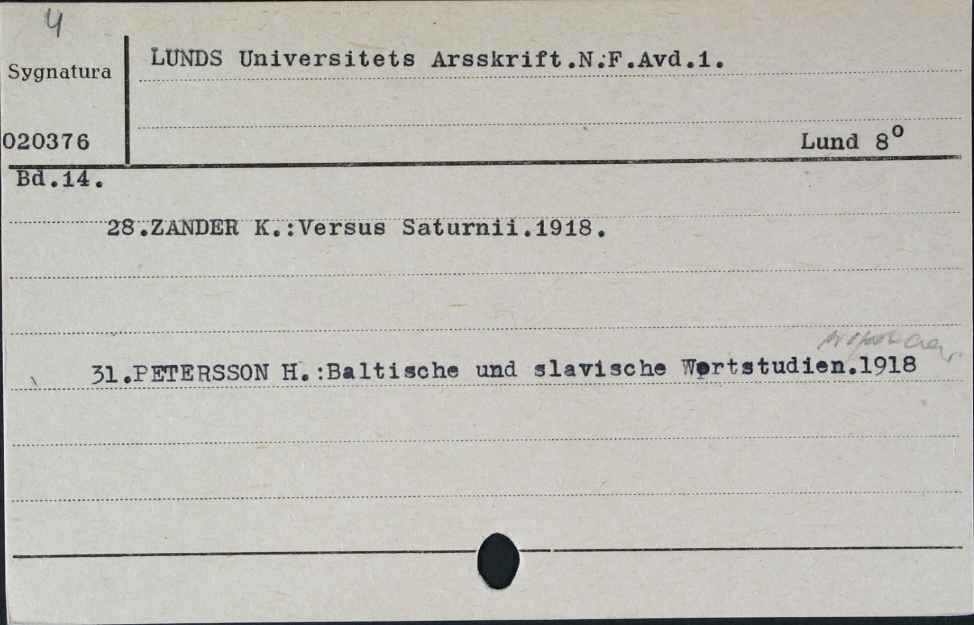 4
LUNDS Universitets Arsskrift.N.F.Avd.1.
Sygnatura
020376
Lund 8º
Bd.14.
28.ZANDER K.:Versus Saturnii.1918.
31.PETERSSON H.:Baltische und slavische Wortstudien.1918